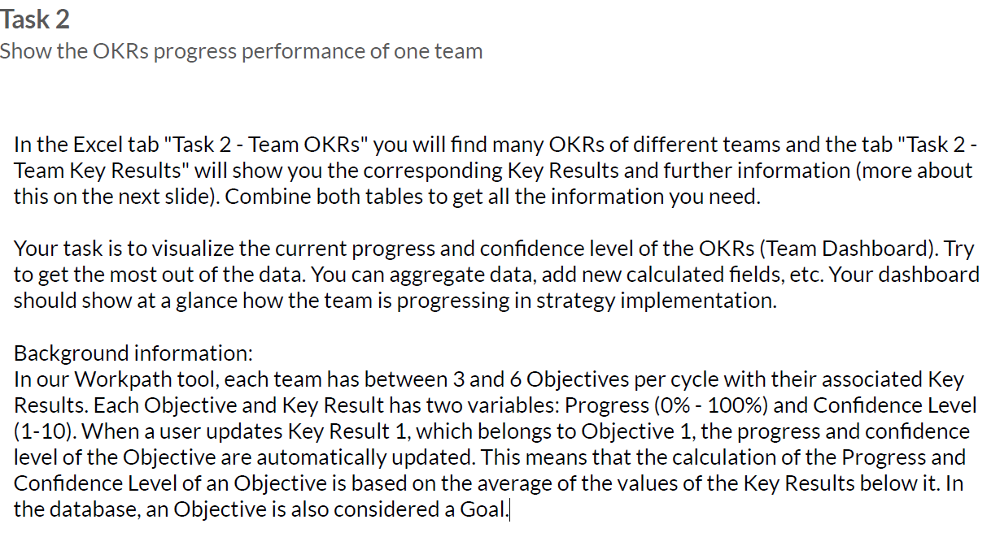 Task 2
Show the OKRs progress performance of one team
In the Excel tab "Task 2 - Team OKRs" you will find many OKRs of different teams and the tab "Task 2 -
Team Key Results" will show you the corresponding Key Results and further information (more about
this on the next slide). Combine both tables to get all the information you need.
Your task is to visualize the current progress and confidence level of the OKRs (Team Dashboard). Try
to get the most out of the data. You can aggregate data, add new calculated fields, etc. Your dashboard
should show at a glance how the team is progressing in strategy implementation.
Background information:
In our Workpath tool, each team has between 3 and 6 Objectives per cycle with their associated Key
Results. Each Objective and Key Result has two variables: Progress (0% - 100%) and Confidence Level
(1-10). When a user updates Key Result 1, which belongs to Objective 1, the progress and confidence
level of the Objective are automatically updated. This means that the calculation of the Progress and
Confidence Level of an Objective is based on the average of the values of the Key Results below it. In
the database, an Objective is also considered a Goal.